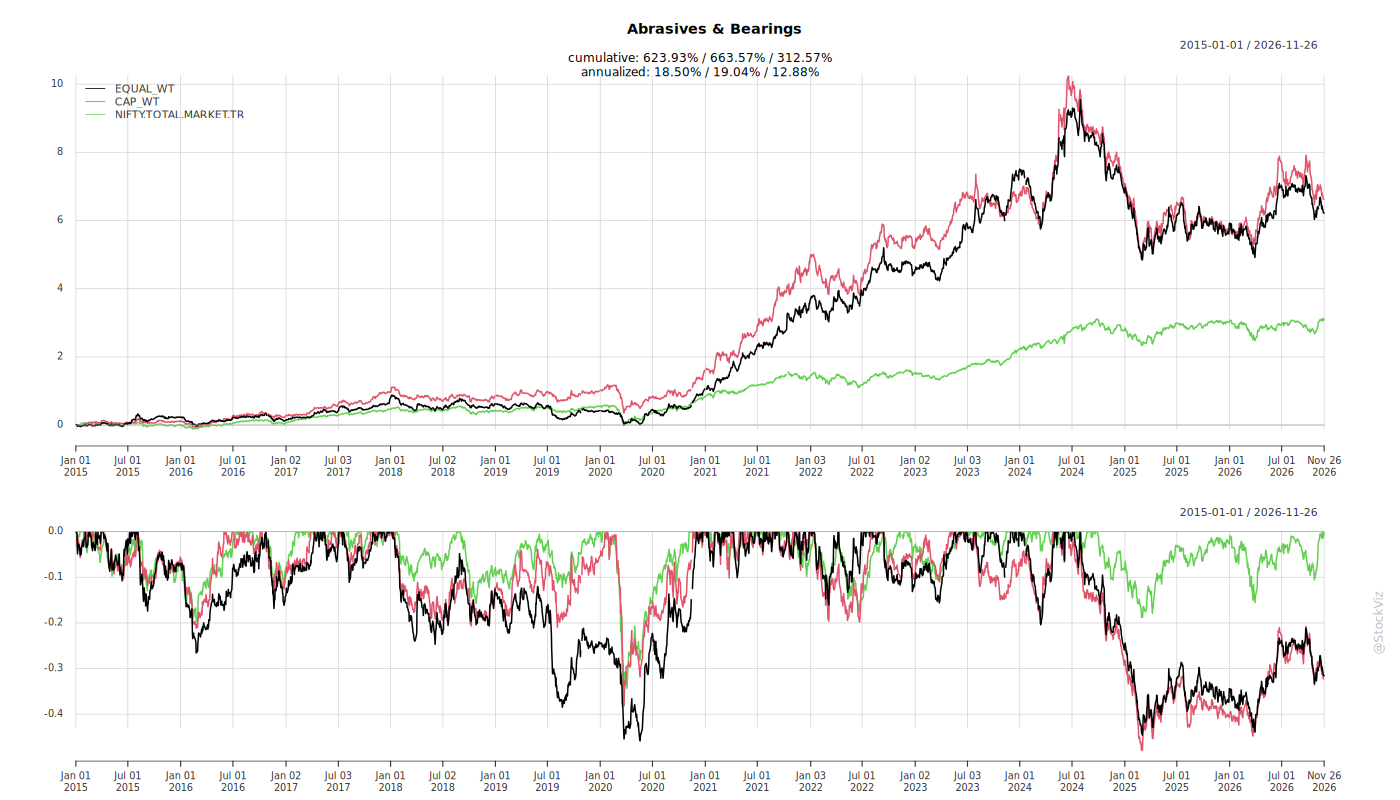 Abrasives & Bearings
2015-01-01 / 2026-11-26
cumulative: 623.93% / 663.57% / 312.57%
annualized: 18.50% / 19.04% / 12.88%
EQUAL_WT
CAP_WT
NIFTY.TOTAL.MARKET.TR
10
8
6
4
2
0
Jan 01 Jul 01 Jan 01 Jul 01 Jan 02 Jul 03 Jan 01 Jul 02 Jan 01 Jul 01 Jan 01 Jul 01 Jan 01 Jul 01 Jan 03 Jul 01 Jan 02 Jul 03 Jan 01 Jul 01 Jan 01 Jul 01 Jan 01 Jul 01 Nov 26
2015 2015 2016 2016 2017 2017 2018 2018 2019 2019 2020 2020 2021 2021 2022 2022 2023 2023 2024 2024 2025 2025 2026 2026 2026
2015-01-01 / 2026-11-26
0.0
-0.1
-0.2
-0.3
-0.4
Jan 01 Jul 01 Jan 01 Jul 01 Jan 02 Jul 03 Jan 01 Jul 02 Jan 01 Jul 01 Jan 01 Jul 01 Jan 01 Jul 01 Jan 03 Jul 01 Jan 02 Jul 03 Jan 01 Jul 01 Jan 01 Jul 01 Jan 01 Jul 01 Nov 26
2015 2015 2016 2016 2017 2017 2018 2018 2019 2019 2020 2020 2021 2021 2022 2022 2023 2023 2024 2024 2025 2025 2026 2026 2026
@StockViz